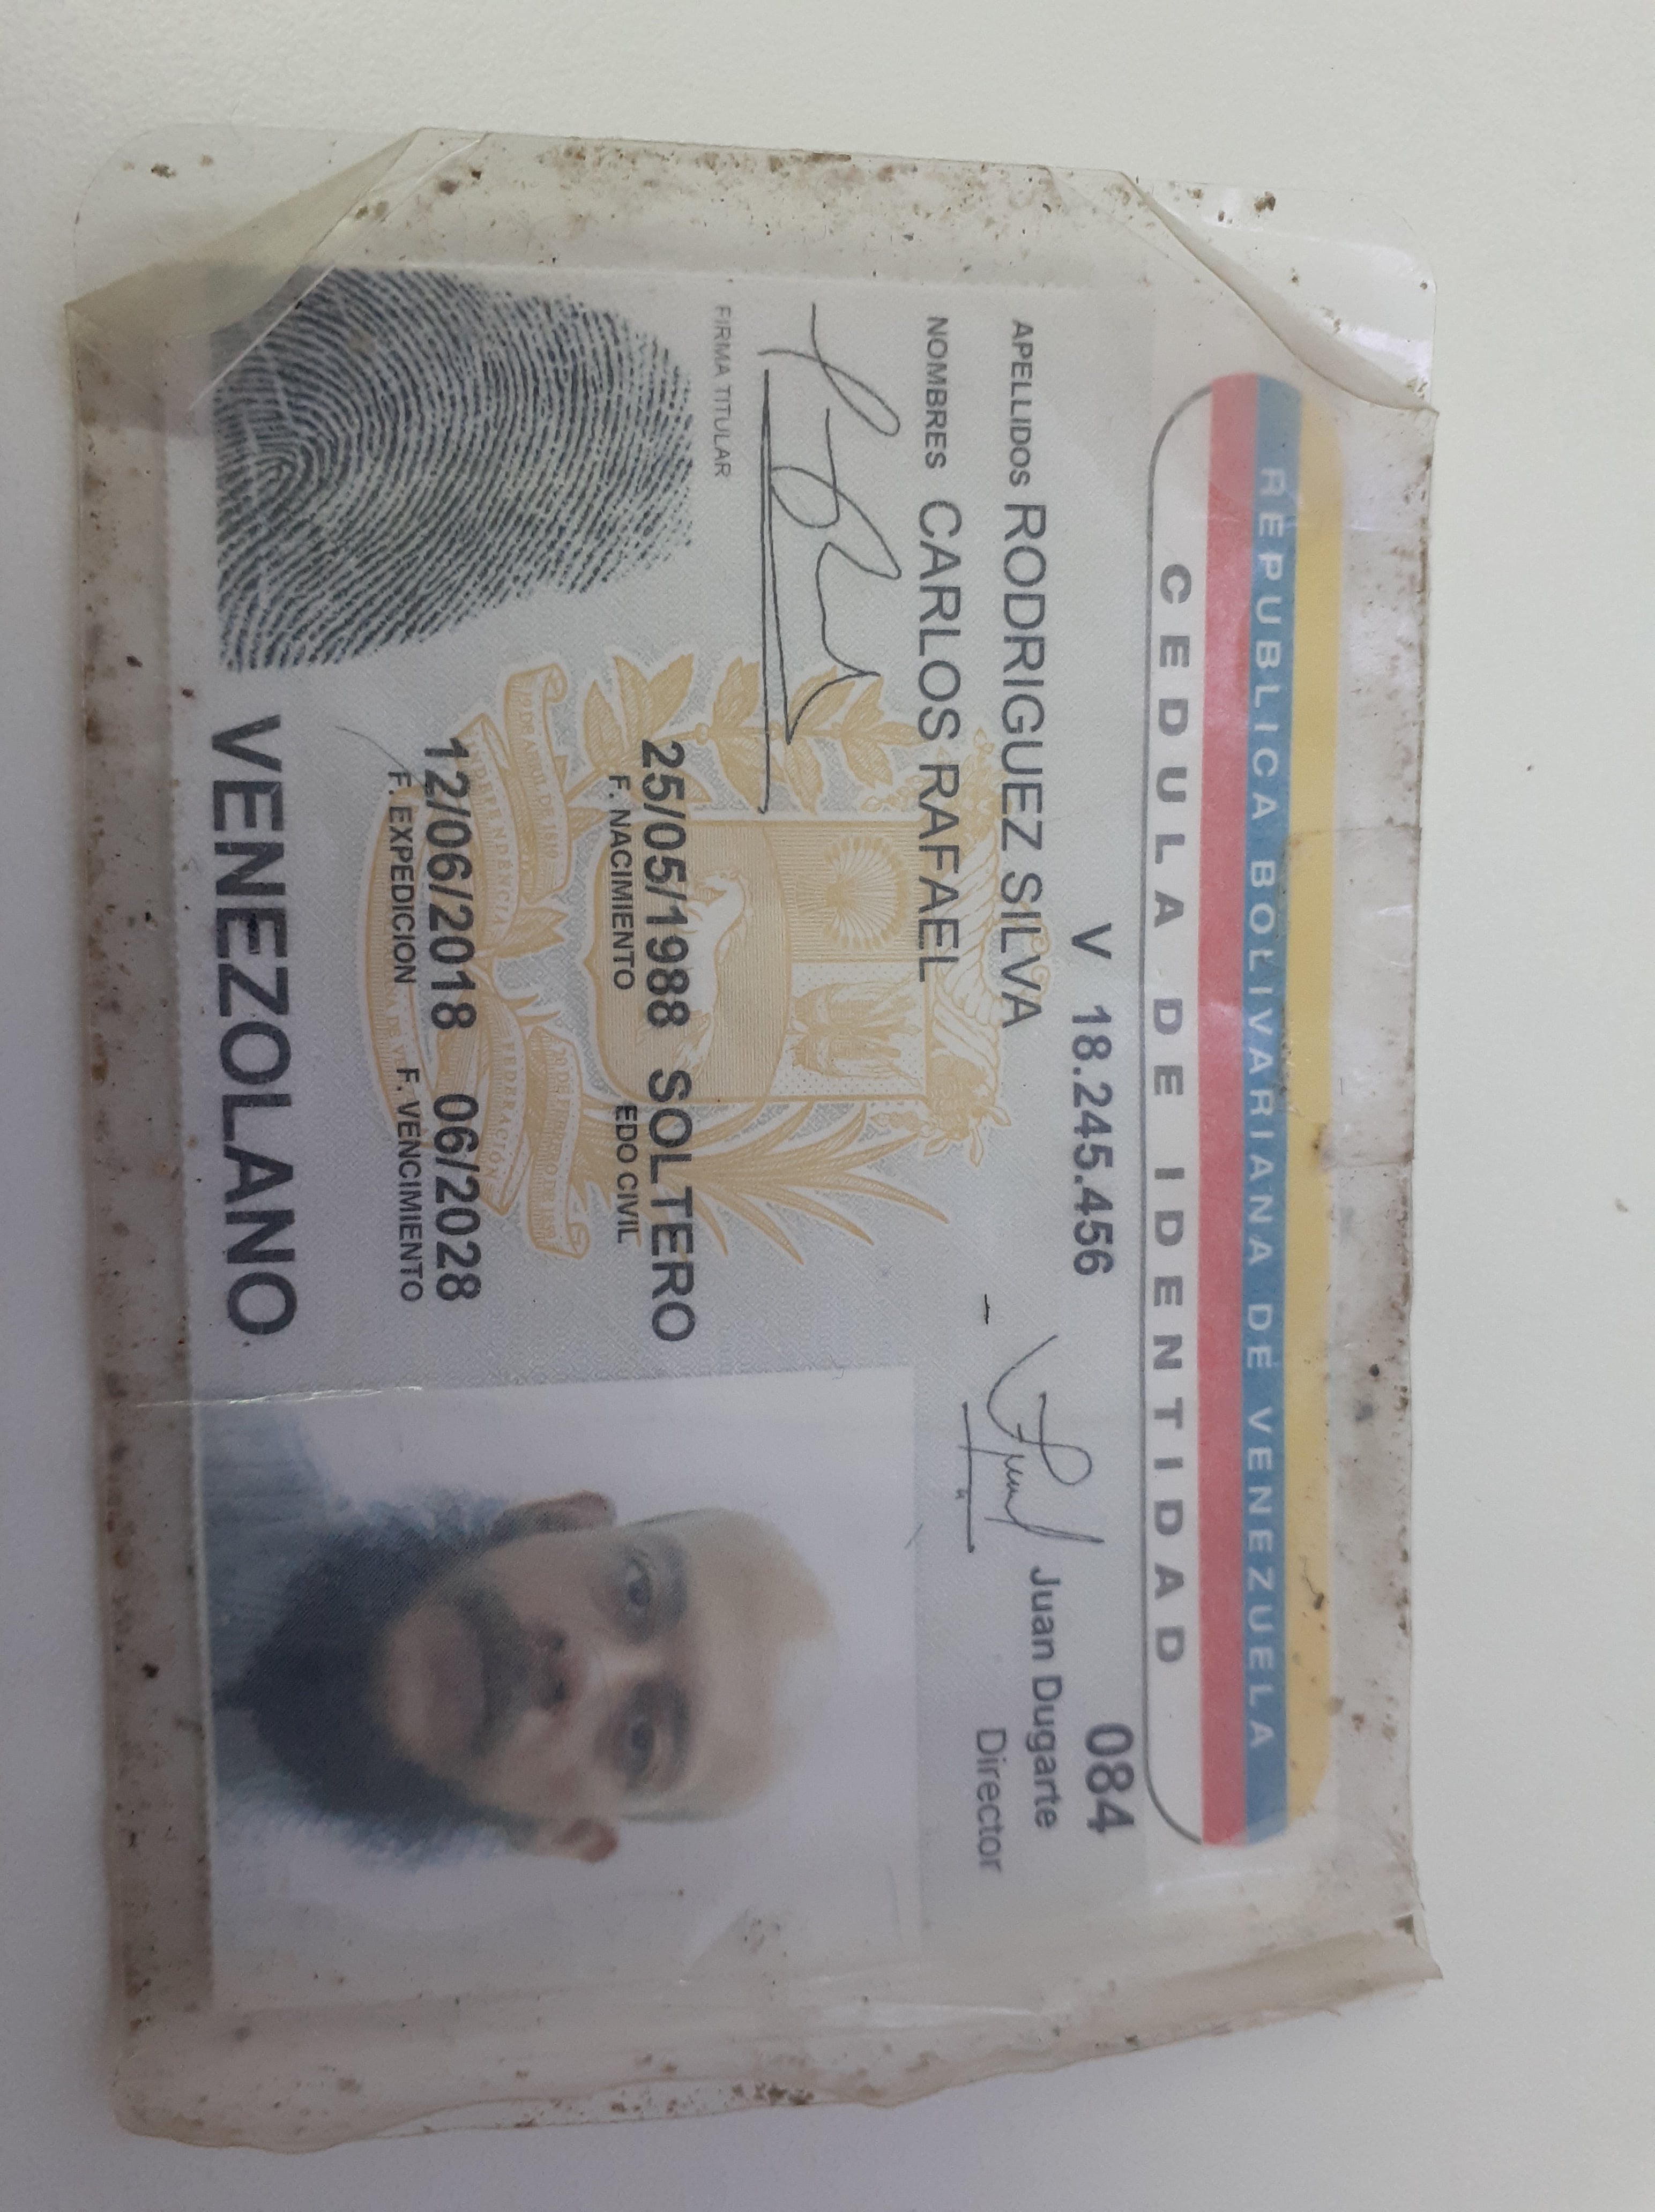 REPUBLICA BOLIVARIANA DE VENEZUELA
CEDULA DE IDENTIDAD
V 18.245.456
084
APELLIDOS RODRIGUEZ SILVA
Juan Dugarte
NOMBRES CARLOS RAFAEL
Director
FIRMA TITULAR
25/05/1988 SOLTERO
F. NACIMIENTO EDO CIVIL
12/06/2018 06/2028
F. EXPEDICION F. VENCIMIENTO
VENEZOLANO